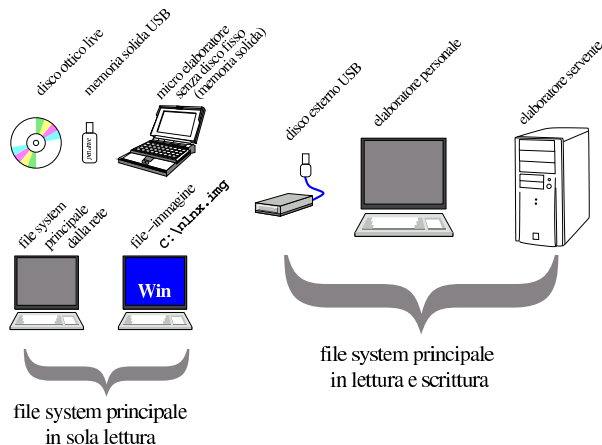 disco ottico live
memoria solida USB
micro elaboratore
senza disco fisso
(memoria solida)
disco esterno USB
elaboratore personale
elaboratore servente
pen drive
file system
principale
dalla rete
file–immagine
C:\nlnx.img
Win
file system principale
in lettura e scrittura
file system principale
in sola lettura